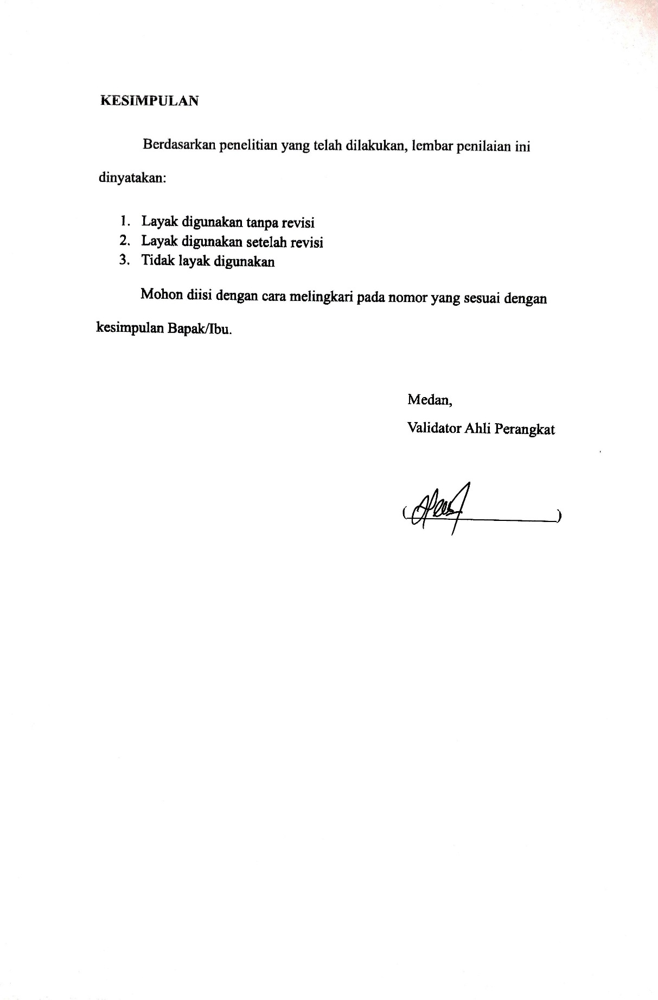 KESIMPULAN
Berdasarkan penelitian yang telah dilakukan, lembar penilaian ini
dinyatakan:
1. Layak digunakan tanpa revisi
2. Layak digunakan setelah revisi
3. Tidak layak digunakan
Mohon diisi dengan cara melingkari pada nomor yang sesuai dengan
kesimpulan Bapak/Ibu.
Medan,
Validator Ahli Perangkat
( )